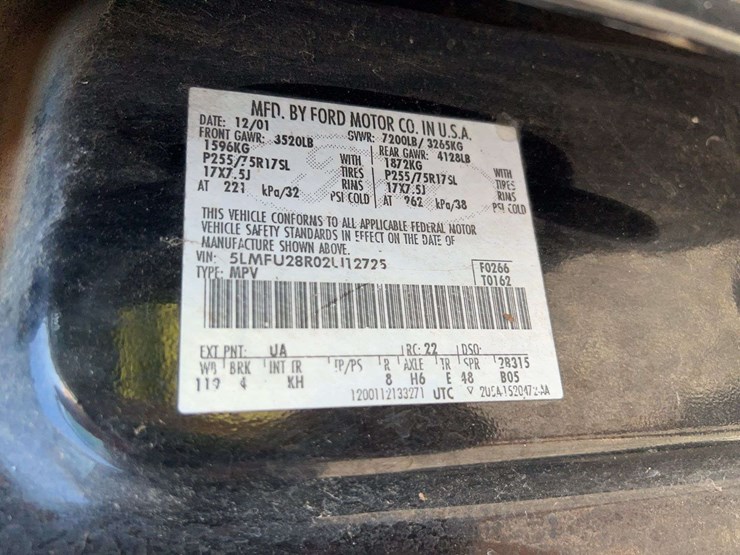 MFD. BY FORD MOTOR CO. IN U.S.A.
DATE: 12/01 GVWR: 7200LB/ 3265KG
FRONT GAWR: 3520LB REAR GAWR: 4128LB
1596KG WITH 1872KG WITH
P255/75R17SL TIRES P255/75R17SL TIRES
17X7.5J RIMS 17X7.5J RIMS
AT 221 kPa/32 PSI COLD AT 262 kPa/38 PSI COLD
THIS VEHICLE CONFORMS TO ALL APPLICABLE FEDERAL MOTOR
VEHICLE SAFETY STANDARDS IN EFFECT ON THE DATE OF
MANUFACTURE SHOWN ABOVE.
VIN: 5LMFU28R02LJ12725 F0266
TYPE: MPV T0162
EXT PNT: UA RC: 22 DSO:
WB BRK INT TR TP/PS R AXLE TR SPR 28315
119 4 KH 8 H6 E 48 B05
1200112133271 UTC